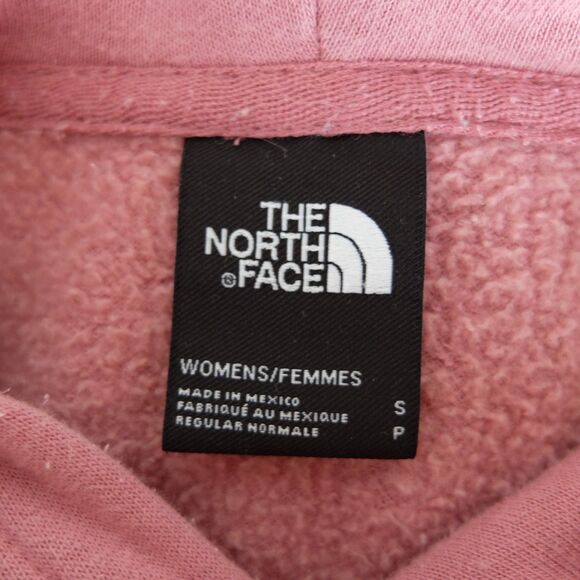 THE
NORTH
FACE
WOMENS/FEMMES
MADE IN MEXICO
FABRIQUÉ AU MEXIQUE S
REGULAR NORMALE P